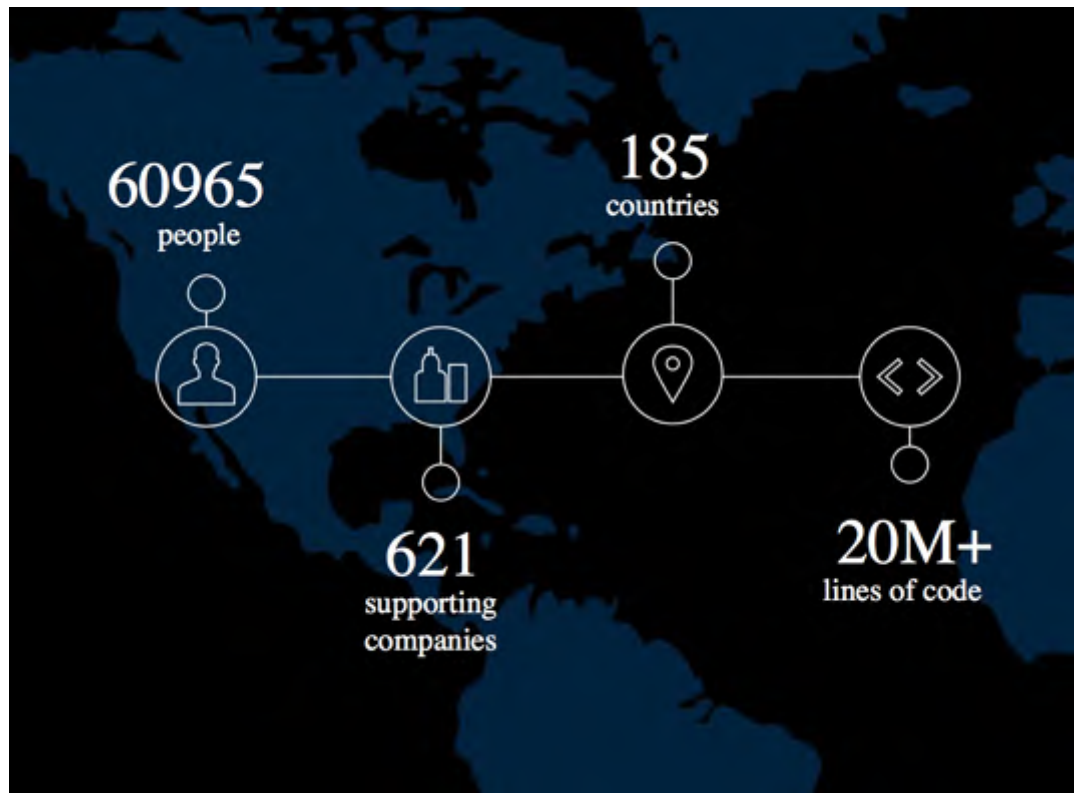 60965
people
621
supporting
companies
185
countries
20M+
lines of code